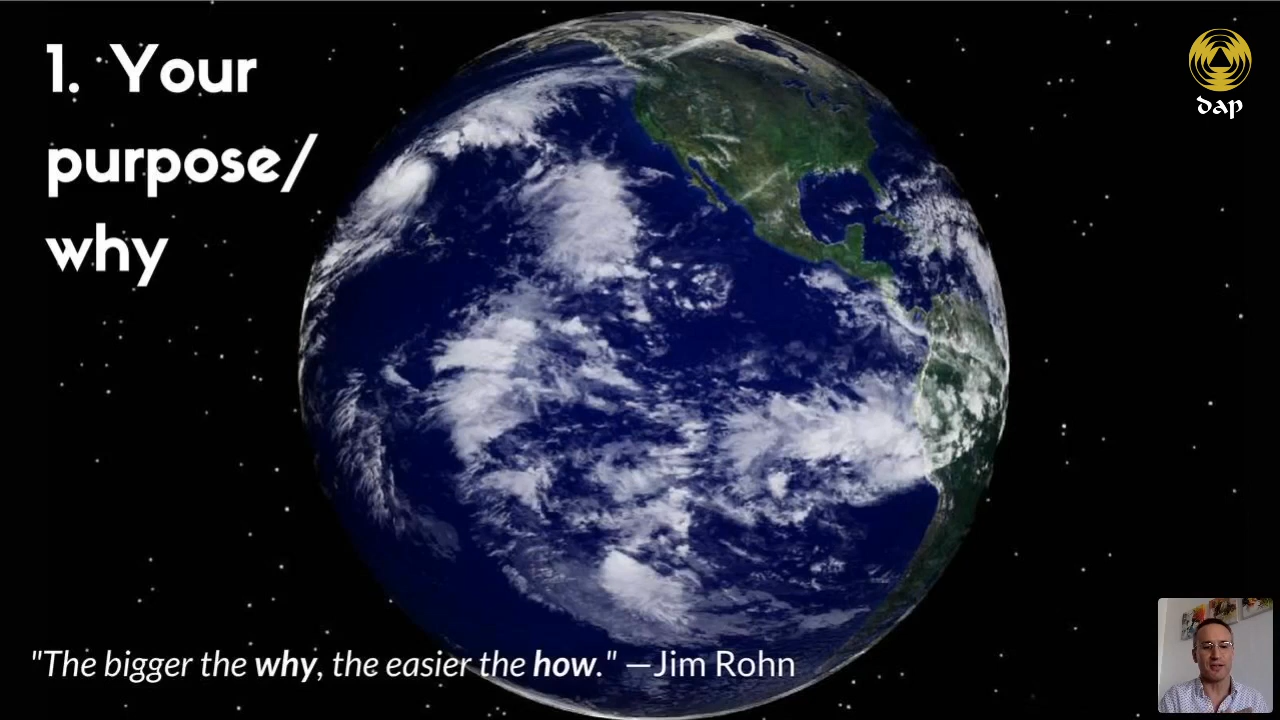 1. Your
purpose/
why
dap
"The bigger the why, the easier the how." —Jim Rohn